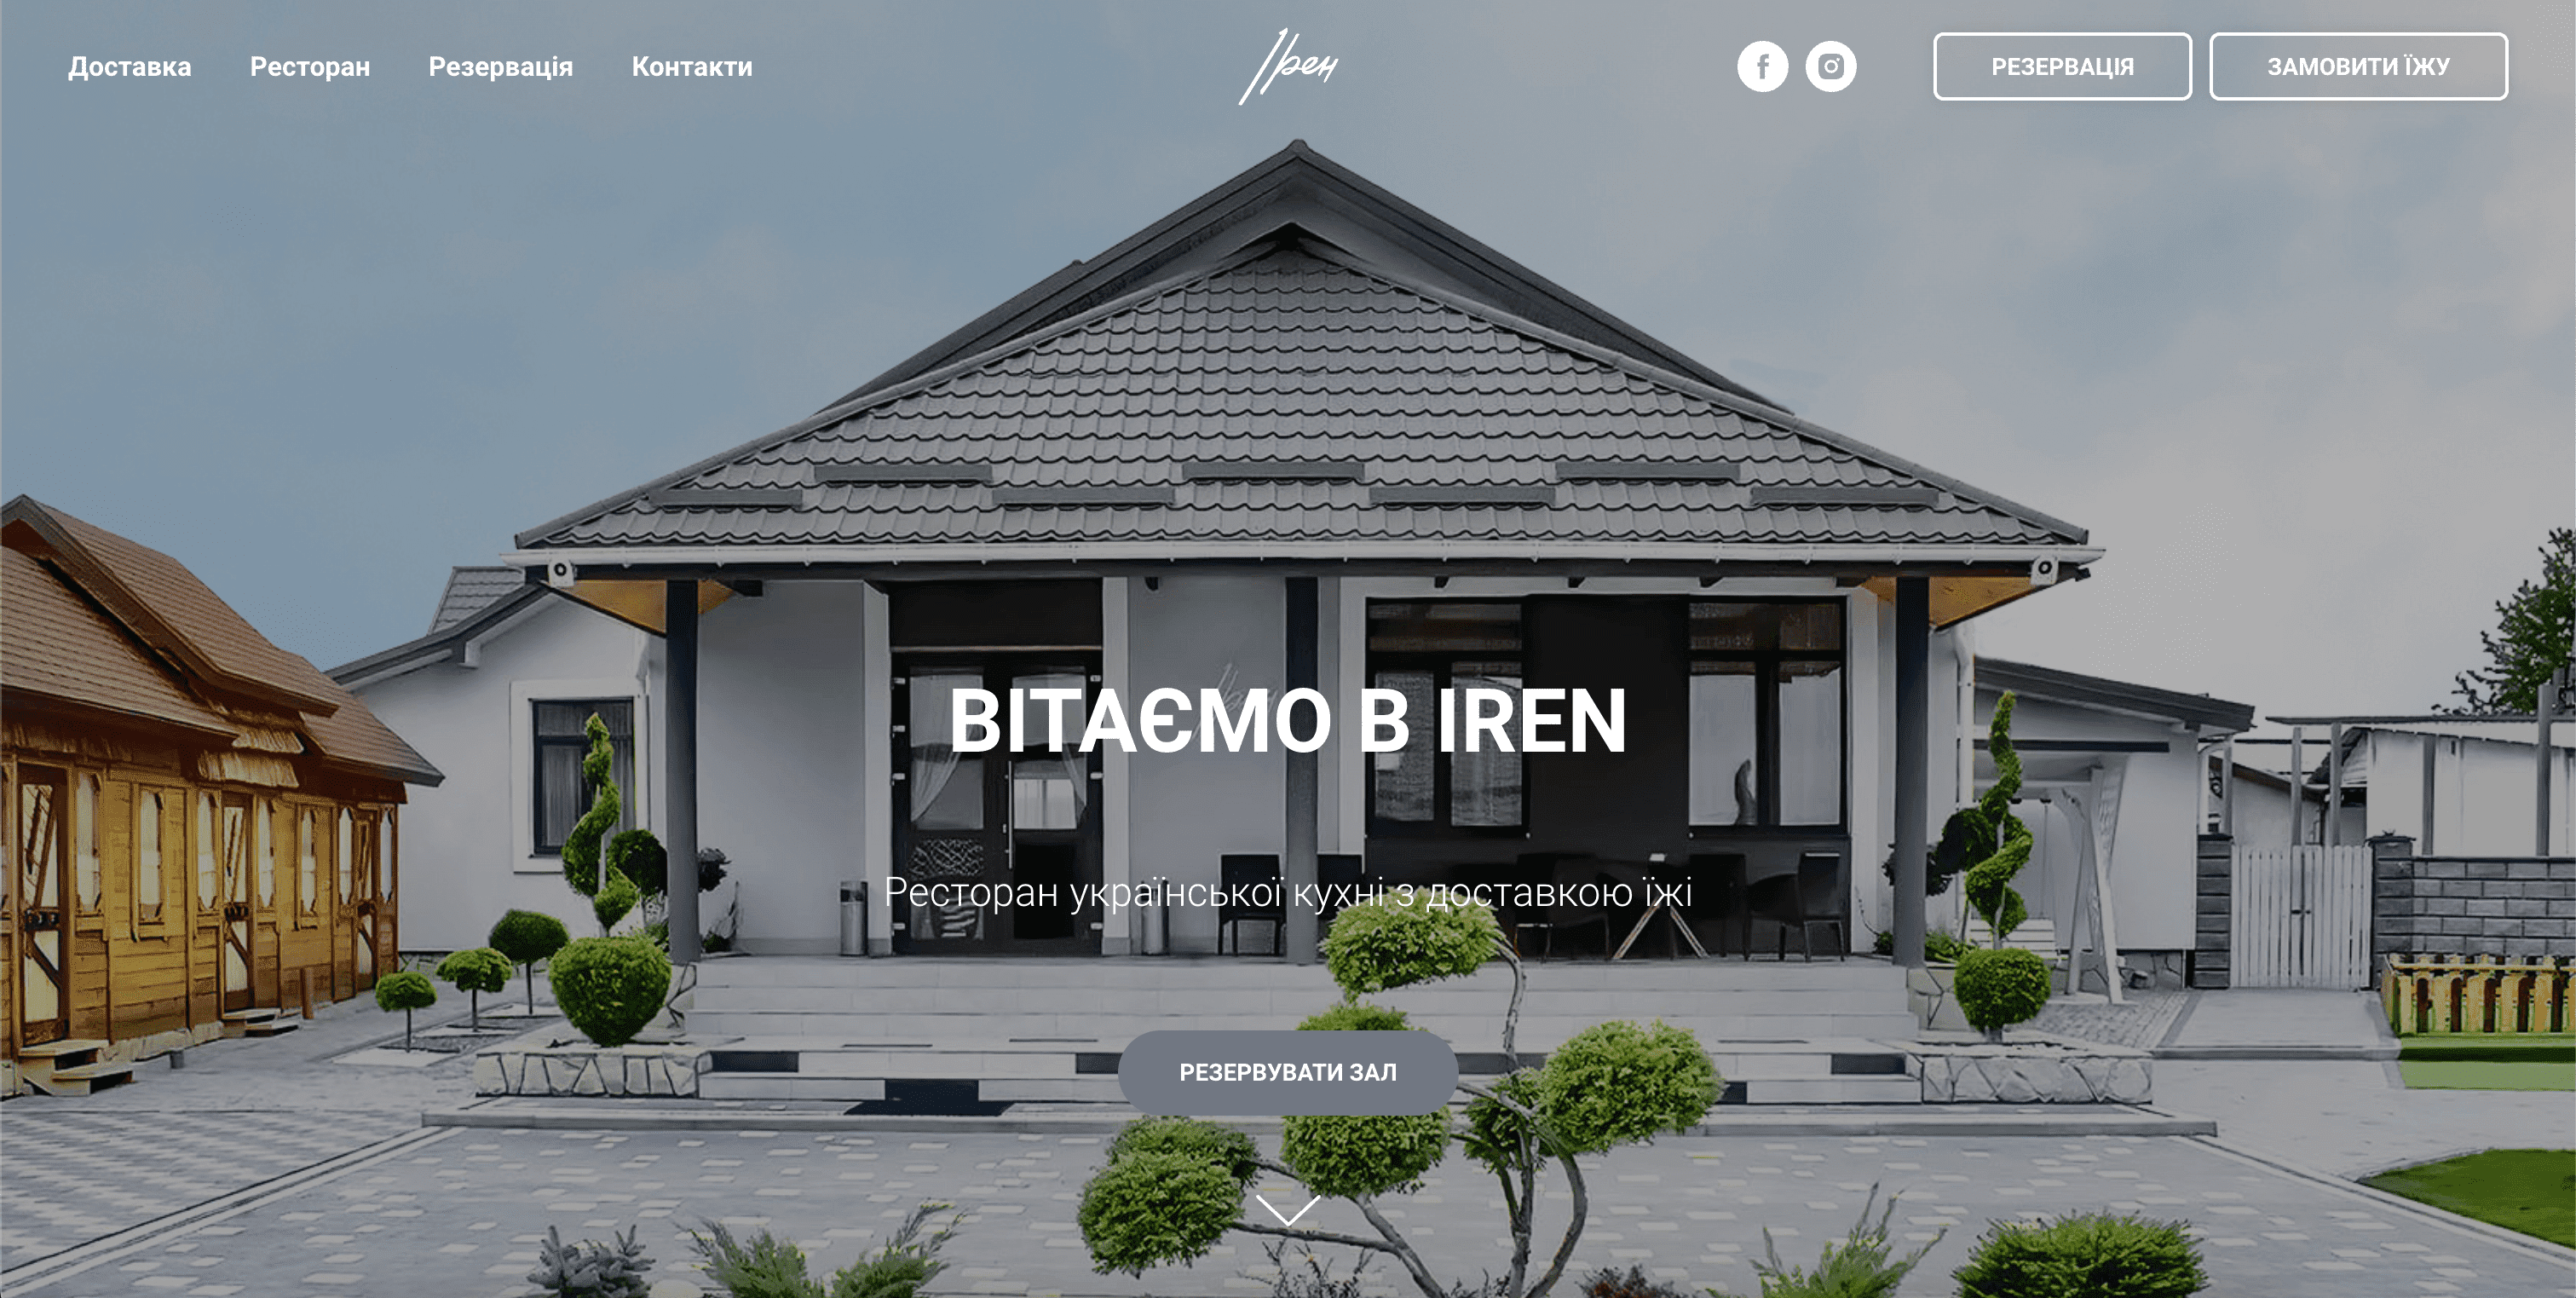 Доставка Ресторан Резервація Контакти
Ірен
РЕЗЕРВАЦІЯ
ЗАМОВИТИ ЇЖУ
ВІТАЄМО В IREN
Ресторан української кухні з доставкою їжі
РЕЗЕРВУВАТИ ЗАЛ